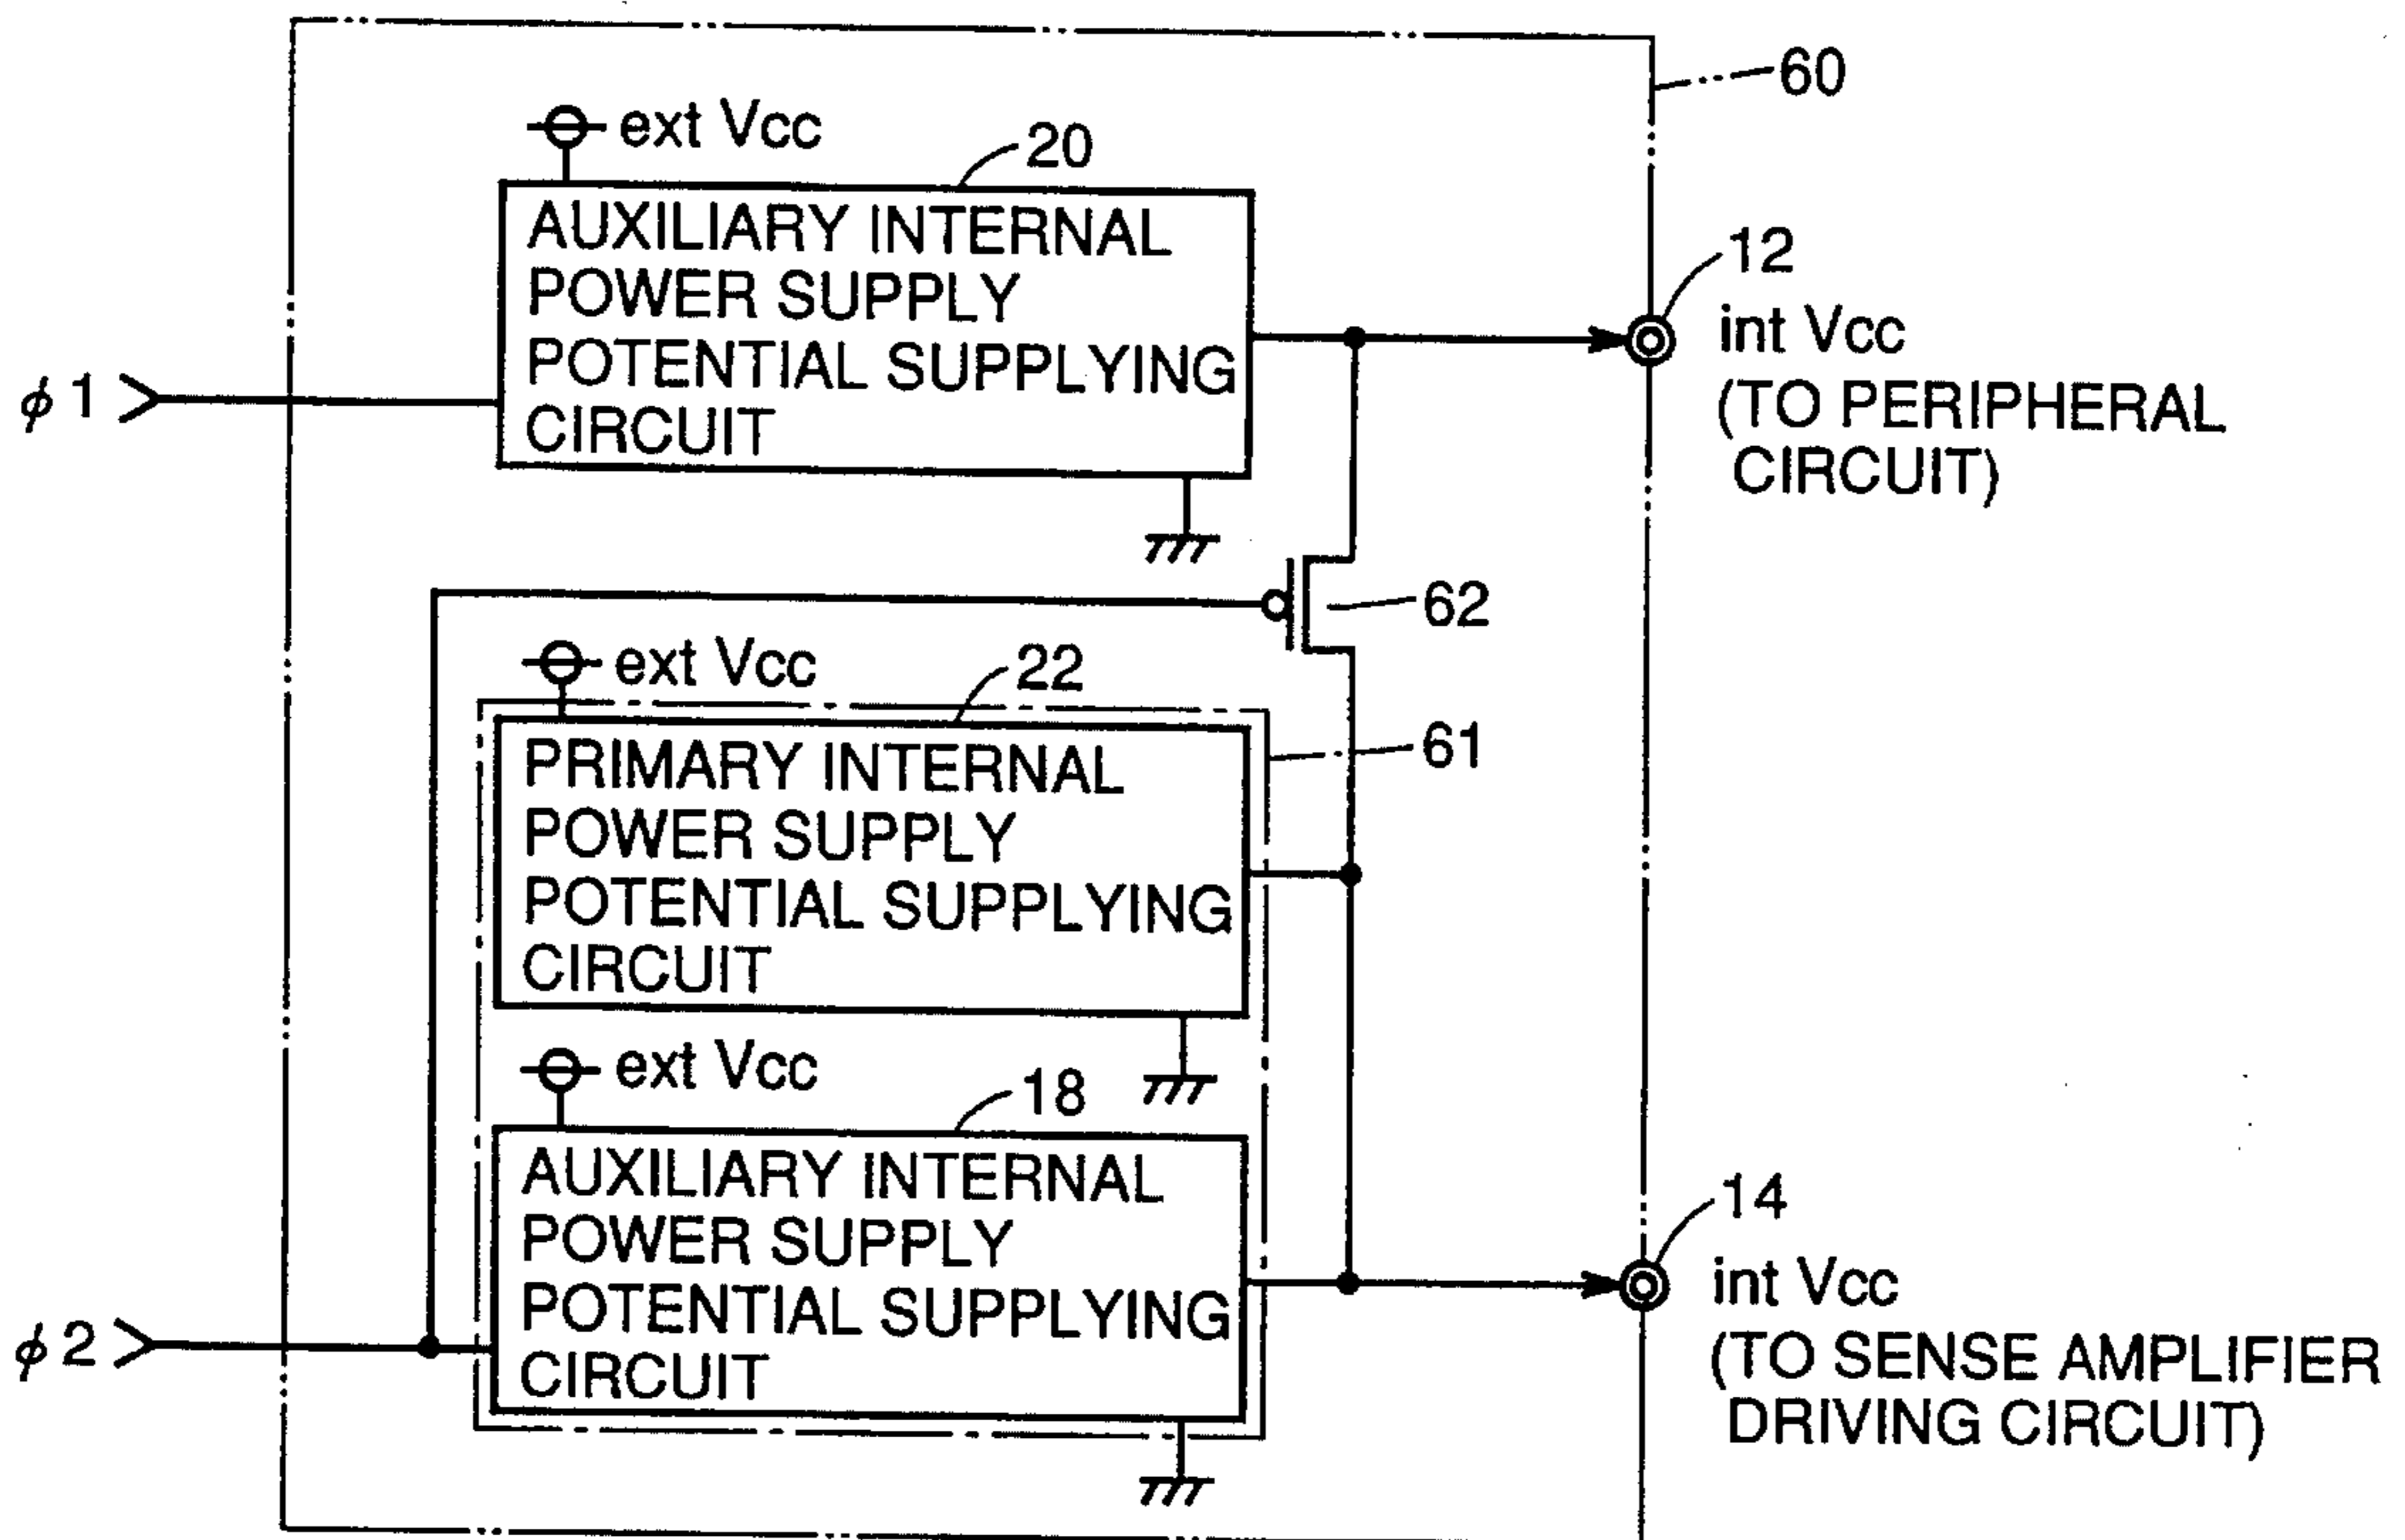 60
ext Vcc
20
AUXILIARY INTERNAL
POWER SUPPLY
POTENTIAL SUPPLYING
CIRCUIT
12
int Vcc
(TO PERIPHERAL
CIRCUIT)
ϕ1
62
ext Vcc
22
61
PRIMARY INTERNAL
POWER SUPPLY
POTENTIAL SUPPLYING
CIRCUIT
ext Vcc
18
AUXILIARY INTERNAL
POWER SUPPLY
POTENTIAL SUPPLYING
CIRCUIT
14
int Vcc
(TO SENSE AMPLIFIER
DRIVING CIRCUIT)
ϕ2